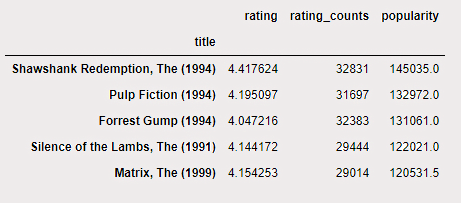 rating rating_counts popularity
title
Shawshank Redemption, The (1994) 4.417624 32831 145035.0
Pulp Fiction (1994) 4.195097 31697 132972.0
Forrest Gump (1994) 4.047216 32383 131061.0
Silence of the Lambs, The (1991) 4.144172 29444 122021.0
Matrix, The (1999) 4.154253 29014 120531.5